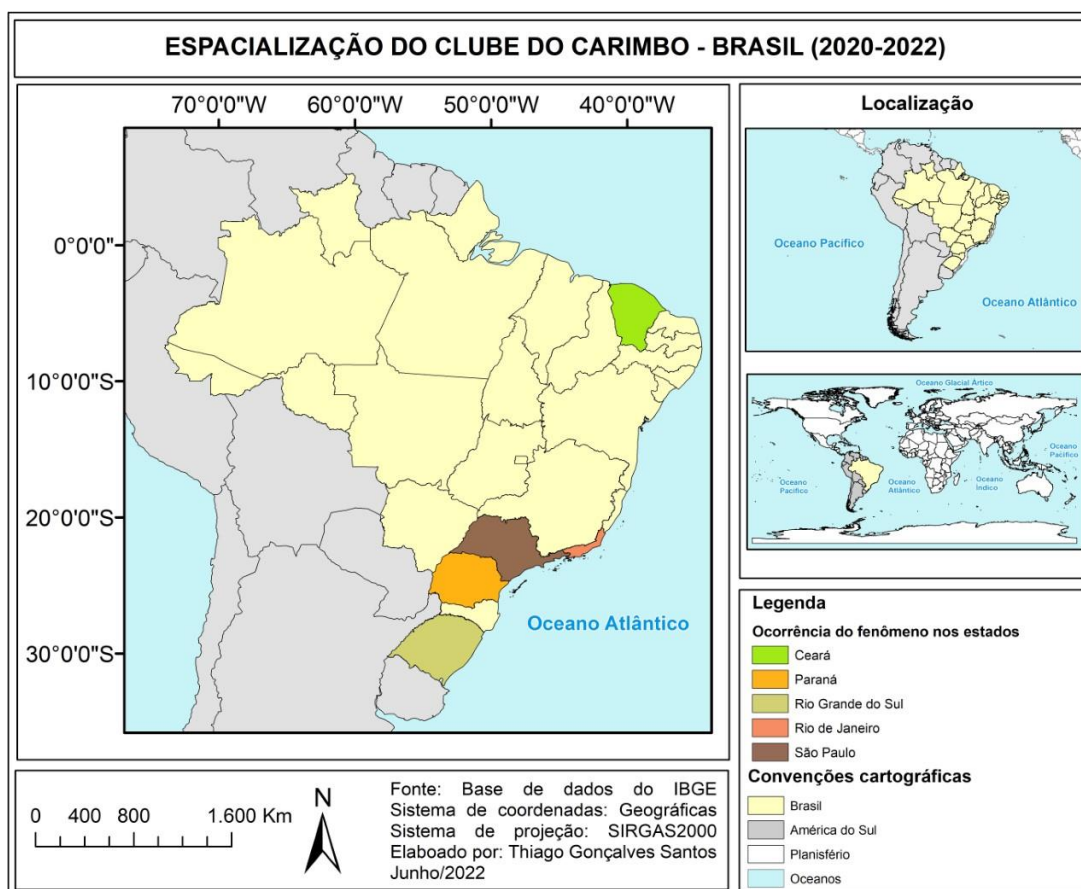 ESPACIALIZAÇÃO DO CLUBE DO CARIMBO - BRASIL (2020-2022)
70°0'0"W 60°0'0"W 50°0'0"W 40°0'0"W
0°0'0"
10°0'0"S
20°0'0"S
30°0'0"S
Oceano Atlântico
Localização
Oceano Pacífico
Oceano Atlântico
Oceano Glacial Ártico
Oceano Pacífico
Oceano Atlântico
Oceano Índico
Oceano Pacífico
Legenda
Ocorrência do fenômeno nos estados
Ceará
Paraná
Rio Grande do Sul
Rio de Janeiro
São Paulo
Convenções cartográficas
Brasil
América do Sul
Planisfério
Oceanos
0 400 800 1.600 Km
N
Fonte: Base de dados do IBGE
Sistema de coordenadas: Geográficas
Sistema de projeção: SIRGAS2000
Elaboado por: Thiago Gonçalves Santos
Junho/2022